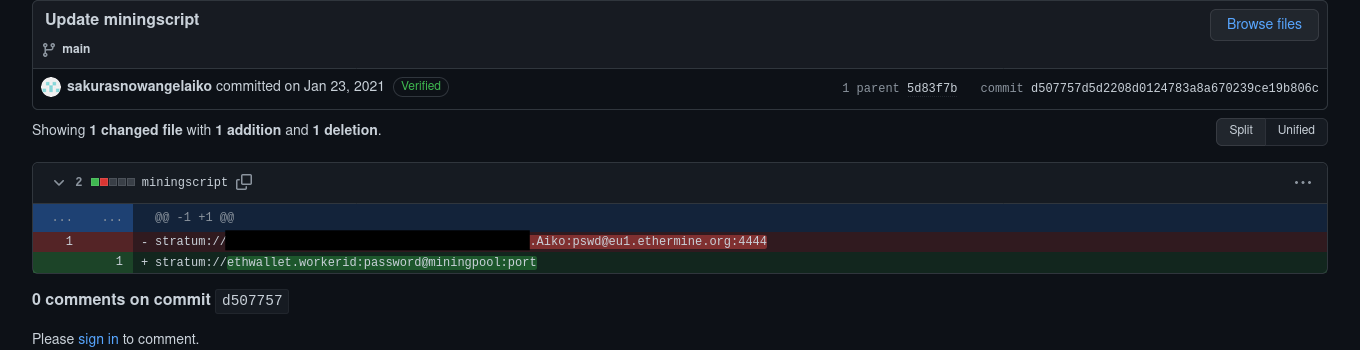 Update miningscript
Browse files
main
sakurasnowangelaiko committed on Jan 23, 2021 Verified 1 parent 5d83f7b commit d507757d5d2208d0124783a8a670239ce19b806c
Showing 1 changed file with 1 addition and 1 deletion.
Split Unified
2 miningscript
... ... @@ -1 +1 @@
1 - stratum:// .Aiko:pswd@eu1.ethermine.org:4444
1 + stratum://ethwallet.workerid:password@miningpool:port
0 comments on commit d507757
Please sign in to comment.